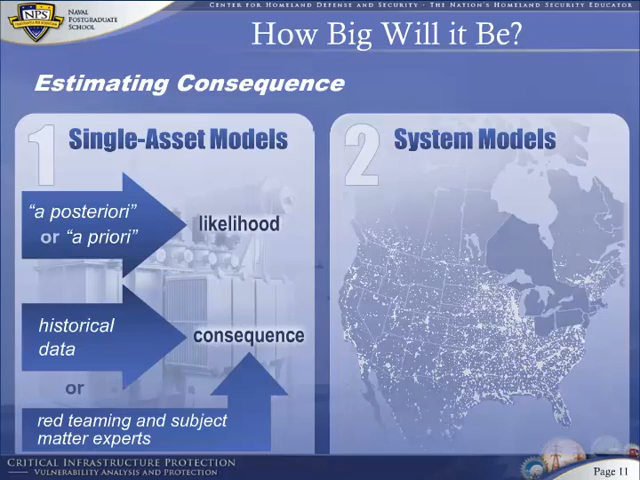 CENTER FOR HOMELAND DEFENSE AND SECURITY · THE NATION'S HOMELAND SECURITY EDUCATOR
NPS
NAVAL
POSTGRADUATE
SCHOOL
How Big Will it Be?
Estimating Consequence
1 Single-Asset Models
"a posteriori"
or "a priori"
likelihood
historical
data
consequence
or
red teaming and subject
matter experts
2 System Models
CRITICAL INFRASTRUCTURE PROTECTION
VULNERABILITY ANALYSIS AND PROTECTION
Page 11